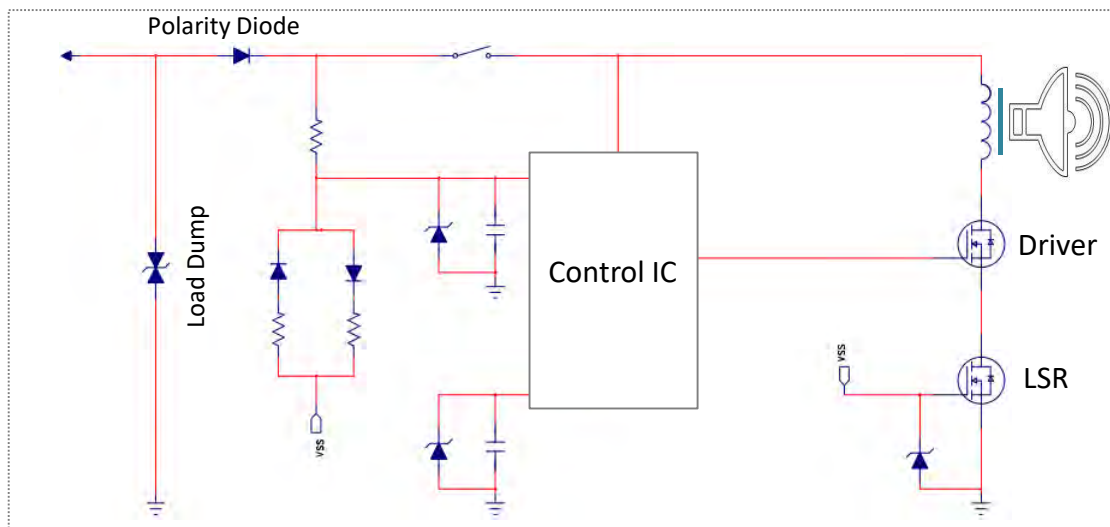 Polarity Diode
Load Dump
Control IC
Driver
VSS
LSR
VSS